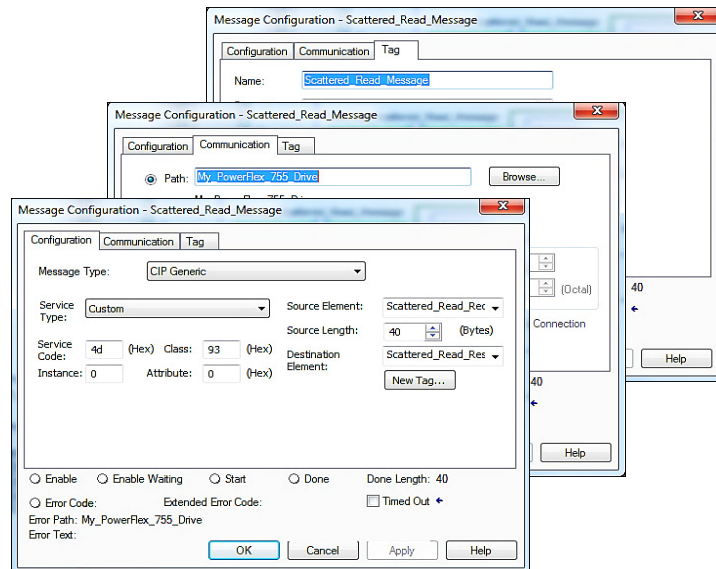 Message Configuration - Scattered_Read_Message
Configuration Communication Tag
Name: Scattered_Read_Message
Message Configuration - Scattered_Read_Message
Configuration Communication Tag
Path: My_PowerFlex_755_Drive Browse...
Message Configuration - Scattered_Read_Message
Configuration Communication Tag
Message Type: CIP Generic
Service Type: Custom
Source Element: Scattered_Read_Rec
Source Length: 40 (Bytes)
Service Code: 4d (Hex) Class: 93 (Hex)
Destination Element: Scattered_Read_Res
Instance: 0 Attribute: 0 (Hex)
New Tag...
Enable Enable Waiting Start Done Done Length: 40
Error Code: Extended Error Code: Timed Out
Error Path: My_PowerFlex_755_Drive
Error Text:
OK Cancel Apply Help
(Octal)
Connection
40
Help
40
Help